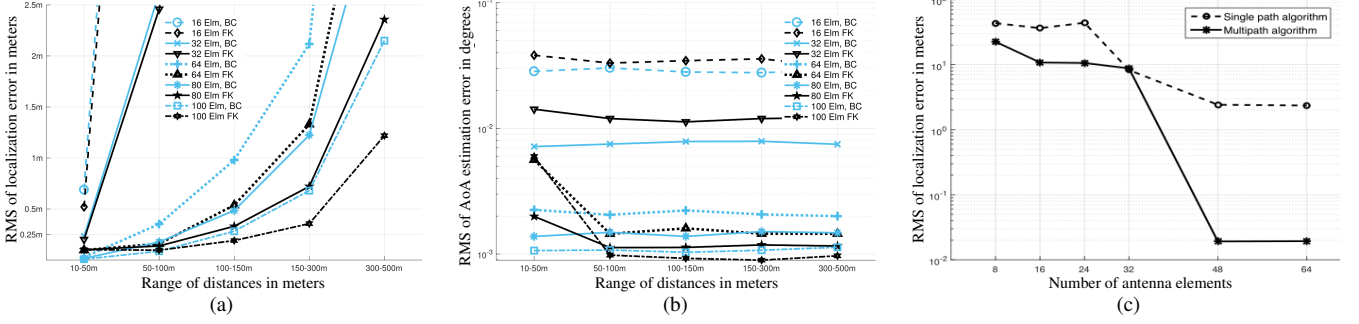 RMS of localization error in meters
2.5m
2m
1.5m
1m
0.5m
0.25m
16 Elm, BC
16 Elm FK
32 Elm, BC
32 Elm FK
64 Elm, BC
64 Elm FK
80 Elm, BC
80 Elm FK
100 Elm, BC
100 Elm FK
10-50m 50-100m 100-150m 150-300m 300-500m
Range of distances in meters
(a)
RMS of AoA estimation error in degrees
10-1
10-2
10-3
16 Elm, BC
16 Elm FK
32 Elm, BC
32 Elm FK
64 Elm, BC
64 Elm FK
80 Elm, BC
80 Elm FK
100 Elm, BC
100 Elm FK
10-50m 50-100m 100-150m 150-300m 300-500m
Range of distances in meters
(b)
RMS of localization error in meters
10²
10¹
10⁰
10⁻¹
10⁻²
Single path algorithm
Multipath algorithm
8 16 24 32 48 64
Number of antenna elements
(c)